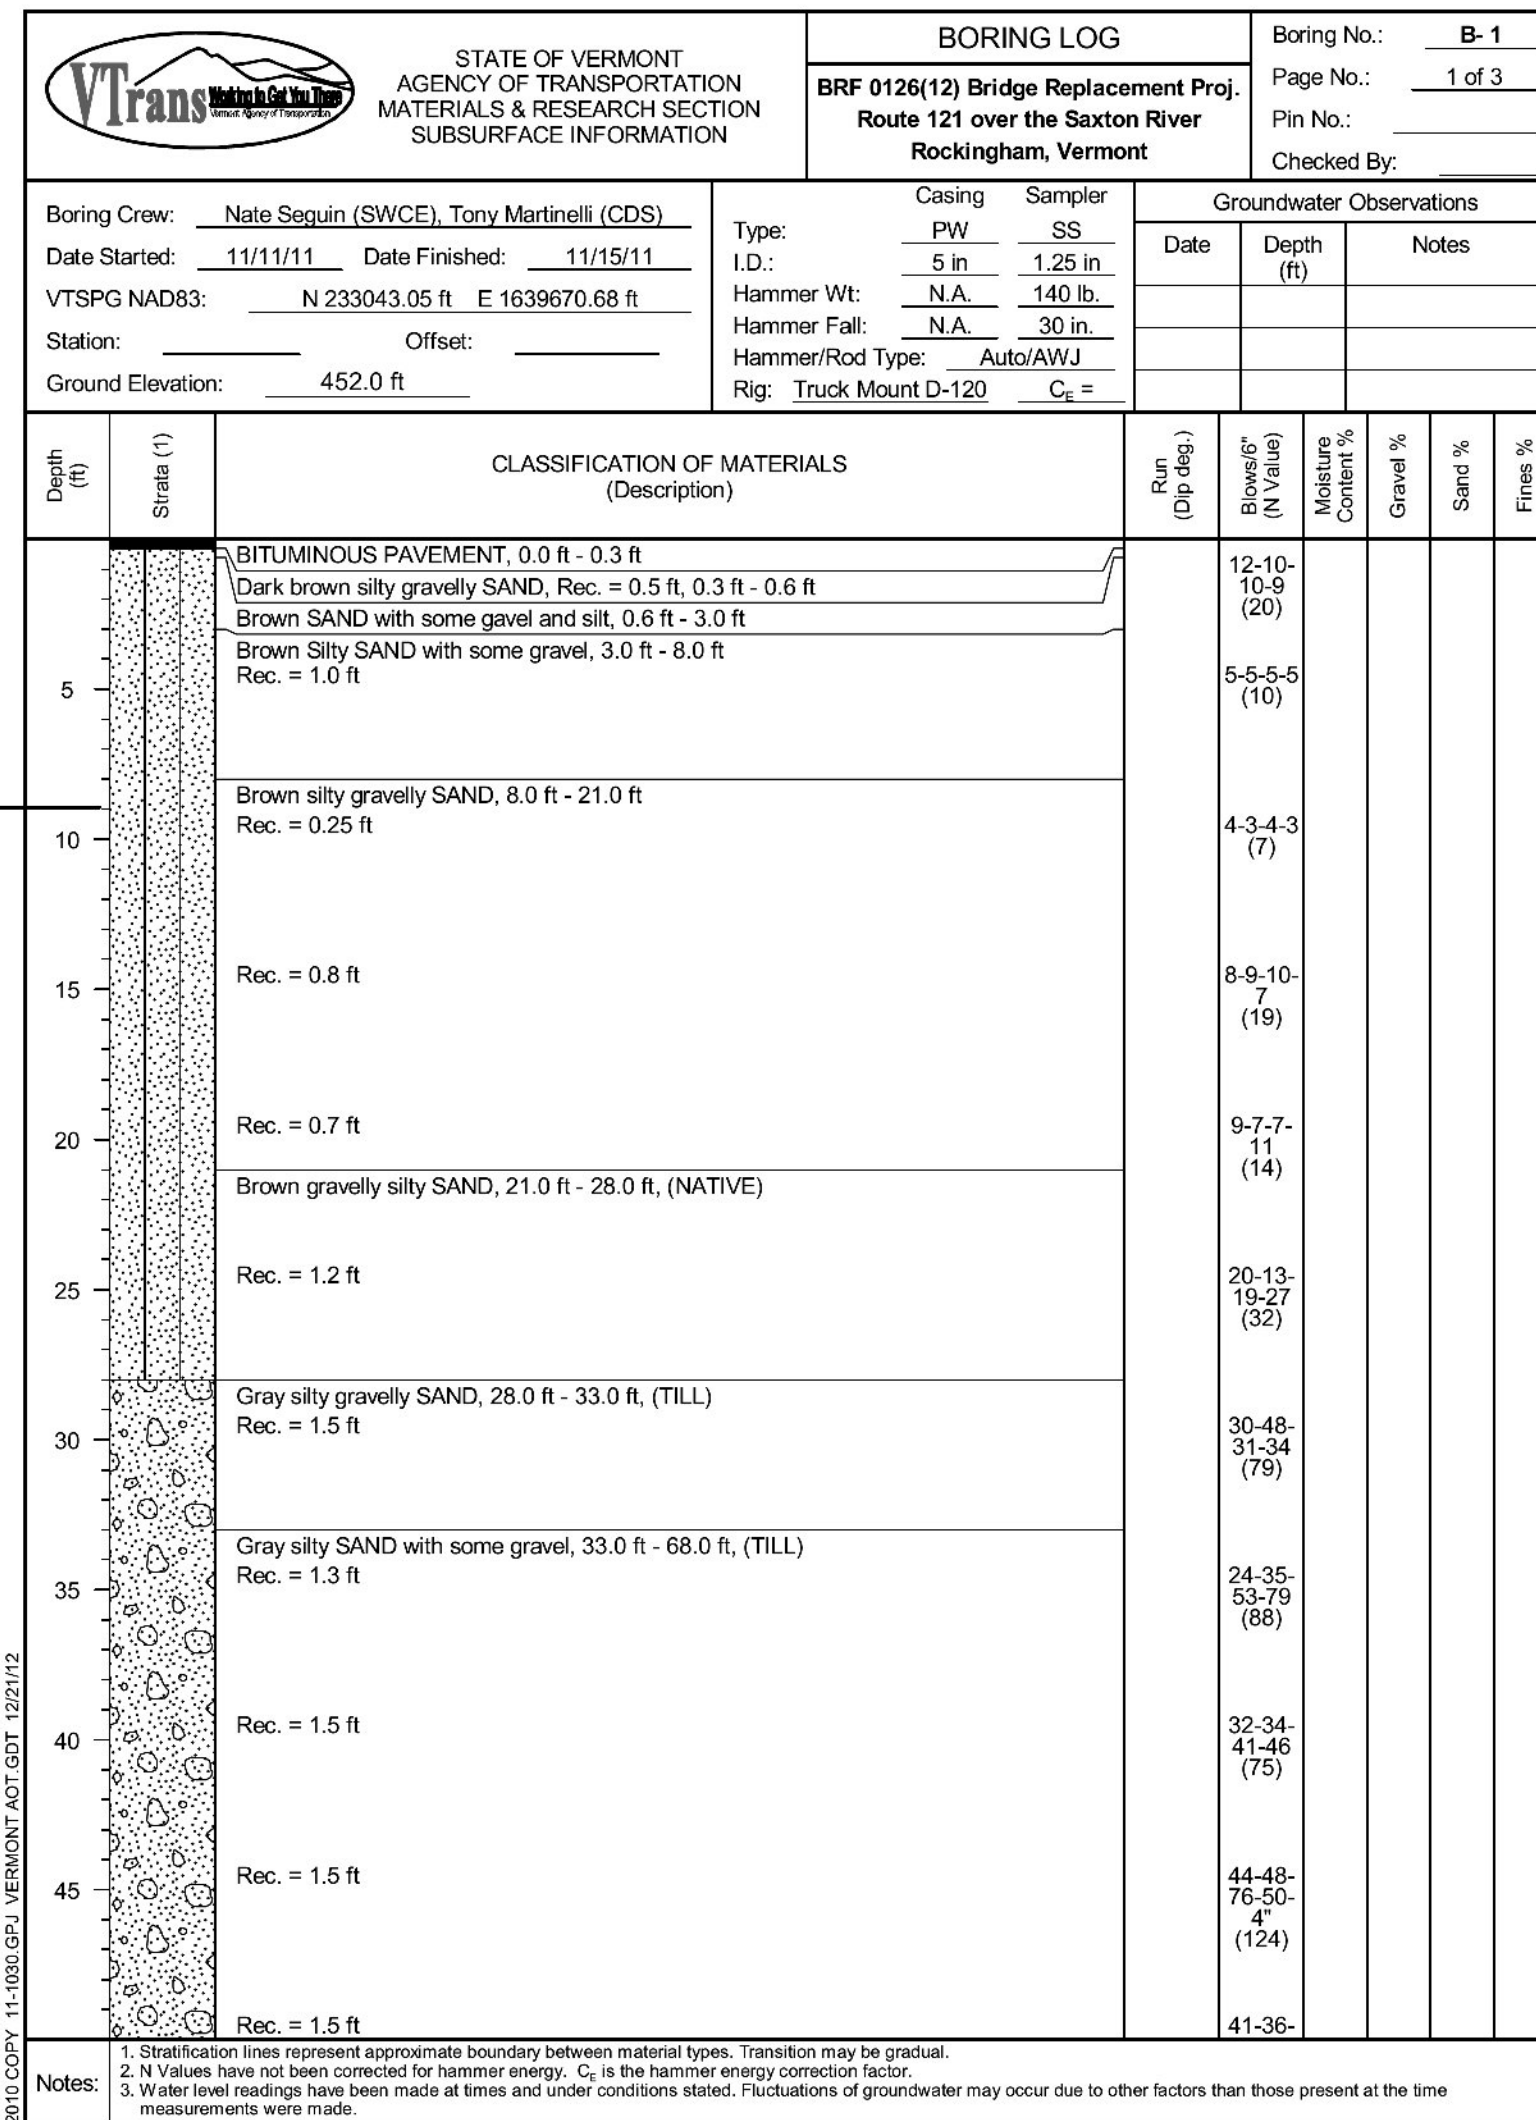 VTrans Working to Get You There
Vermont Agency of Transportation
STATE OF VERMONT
AGENCY OF TRANSPORTATION
MATERIALS & RESEARCH SECTION
SUBSURFACE INFORMATION
BORING LOG
BRF 0126(12) Bridge Replacement Proj.
Route 121 over the Saxton River
Rockingham, Vermont
Boring No.: B- 1
Page No.: 1 of 3
Pin No.:
Checked By:
Boring Crew: Nate Seguin (SWCE), Tony Martinelli (CDS)
Date Started: 11/11/11 Date Finished: 11/15/11
VTSPG NAD83: N 233043.05 ft E 1639670.68 ft
Station: Offset:
Ground Elevation: 452.0 ft
Casing Sampler
Type: PW SS
I.D.: 5 in 1.25 in
Hammer Wt: N.A. 140 lb.
Hammer Fall: N.A. 30 in.
Hammer/Rod Type: Auto/AWJ
Rig: Truck Mount D-120 CE =
Groundwater Observations
Date Depth (ft) Notes
Depth (ft)
Strata (1)
CLASSIFICATION OF MATERIALS
(Description)
Run (Dip deg.)
Blows/6" (N Value)
Moisture Content %
Gravel %
Sand %
Fines %
BITUMINOUS PAVEMENT, 0.0 ft - 0.3 ft
Dark brown silty gravelly SAND, Rec. = 0.5 ft, 0.3 ft - 0.6 ft
12-10-
10-9
(20)
Brown SAND with some gavel and silt, 0.6 ft - 3.0 ft
Brown Silty SAND with some gravel, 3.0 ft - 8.0 ft
5 Rec. = 1.0 ft 5-5-5-5
(10)
Brown silty gravelly SAND, 8.0 ft - 21.0 ft
10 Rec. = 0.25 ft 4-3-4-3
(7)
15 Rec. = 0.8 ft 8-9-10-
7
(19)
20 Rec. = 0.7 ft 9-7-7-
11
(14)
Brown gravelly silty SAND, 21.0 ft - 28.0 ft, (NATIVE)
25 Rec. = 1.2 ft 20-13-
19-27
(32)
Gray silty gravelly SAND, 28.0 ft - 33.0 ft, (TILL)
30 Rec. = 1.5 ft 30-48-
31-34
(79)
Gray silty SAND with some gravel, 33.0 ft - 68.0 ft, (TILL)
35 Rec. = 1.3 ft 24-35-
53-79
(88)
40 Rec. = 1.5 ft 32-34-
41-46
(75)
45 Rec. = 1.5 ft 44-48-
76-50-
4"
(124)
Rec. = 1.5 ft 41-36-
Notes:
1. Stratification lines represent approximate boundary between material types. Transition may be gradual.
2. N Values have not been corrected for hammer energy. CE is the hammer energy correction factor.
3. Water level readings have been made at times and under conditions stated. Fluctuations of groundwater may occur due to other factors than those present at the time
measurements were made.
2010 COPY 11-1030.GPJ VERMONT AOT.GDT 12/21/12